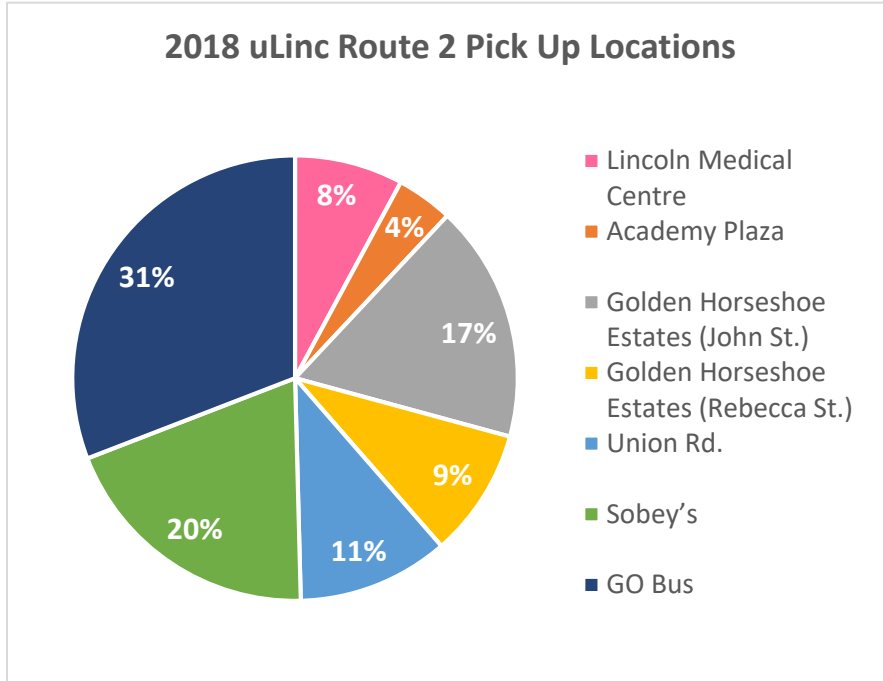 2018 uLinc Route 2 Pick Up Locations
8%
4%
17%
9%
11%
20%
31%
Lincoln Medical
Centre
Academy Plaza
Golden Horseshoe
Estates (John St.)
Golden Horseshoe
Estates (Rebecca St.)
Union Rd.
Sobey’s
GO Bus